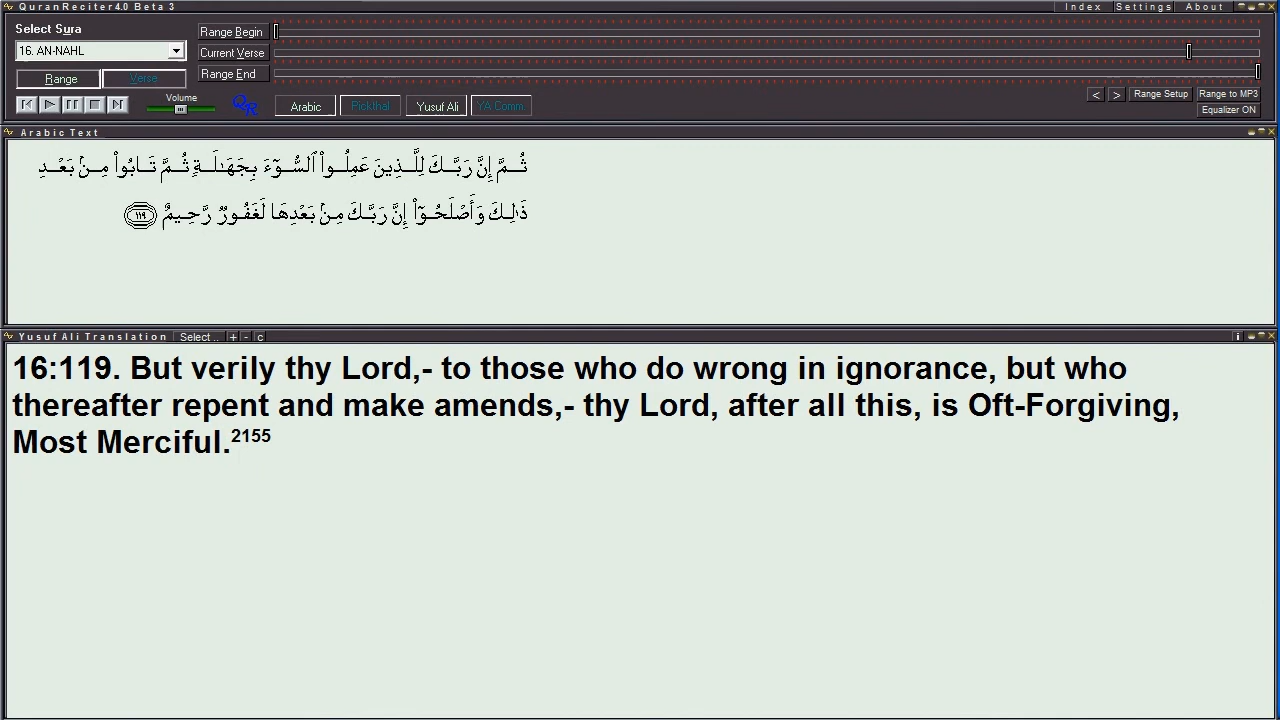 QuranReciter4.0 Beta 3
Index Settings About
Select Sura
16. AN-NAHL
Range Verse
Volume
Range Begin
Current Verse
Range End
Arabic Pickthal Yusuf Ali YA Comm.
< > Range Setup Range to MP3
Equalizer ON
Arabic Text
ثُمَّ إِنَّ رَبَّكَ لِلَّذِينَ عَمِلُوا۟ ٱلسُّوٓءَ بِجَهَـٰلَةٍ ثُمَّ تَابُوا۟ مِنۢ بَعْدِ
ذَٰلِكَ وَأَصْلَحُوٓا۟ إِنَّ رَبَّكَ مِنۢ بَعْدِهَا لَغَفُورٌ رَّحِيمٌ ١١٩
Yusuf Ali Translation Select .. + - c i
16:119. But verily thy Lord,- to those who do wrong in ignorance, but who
thereafter repent and make amends,- thy Lord, after all this, is Oft-Forgiving,
Most Merciful.2155